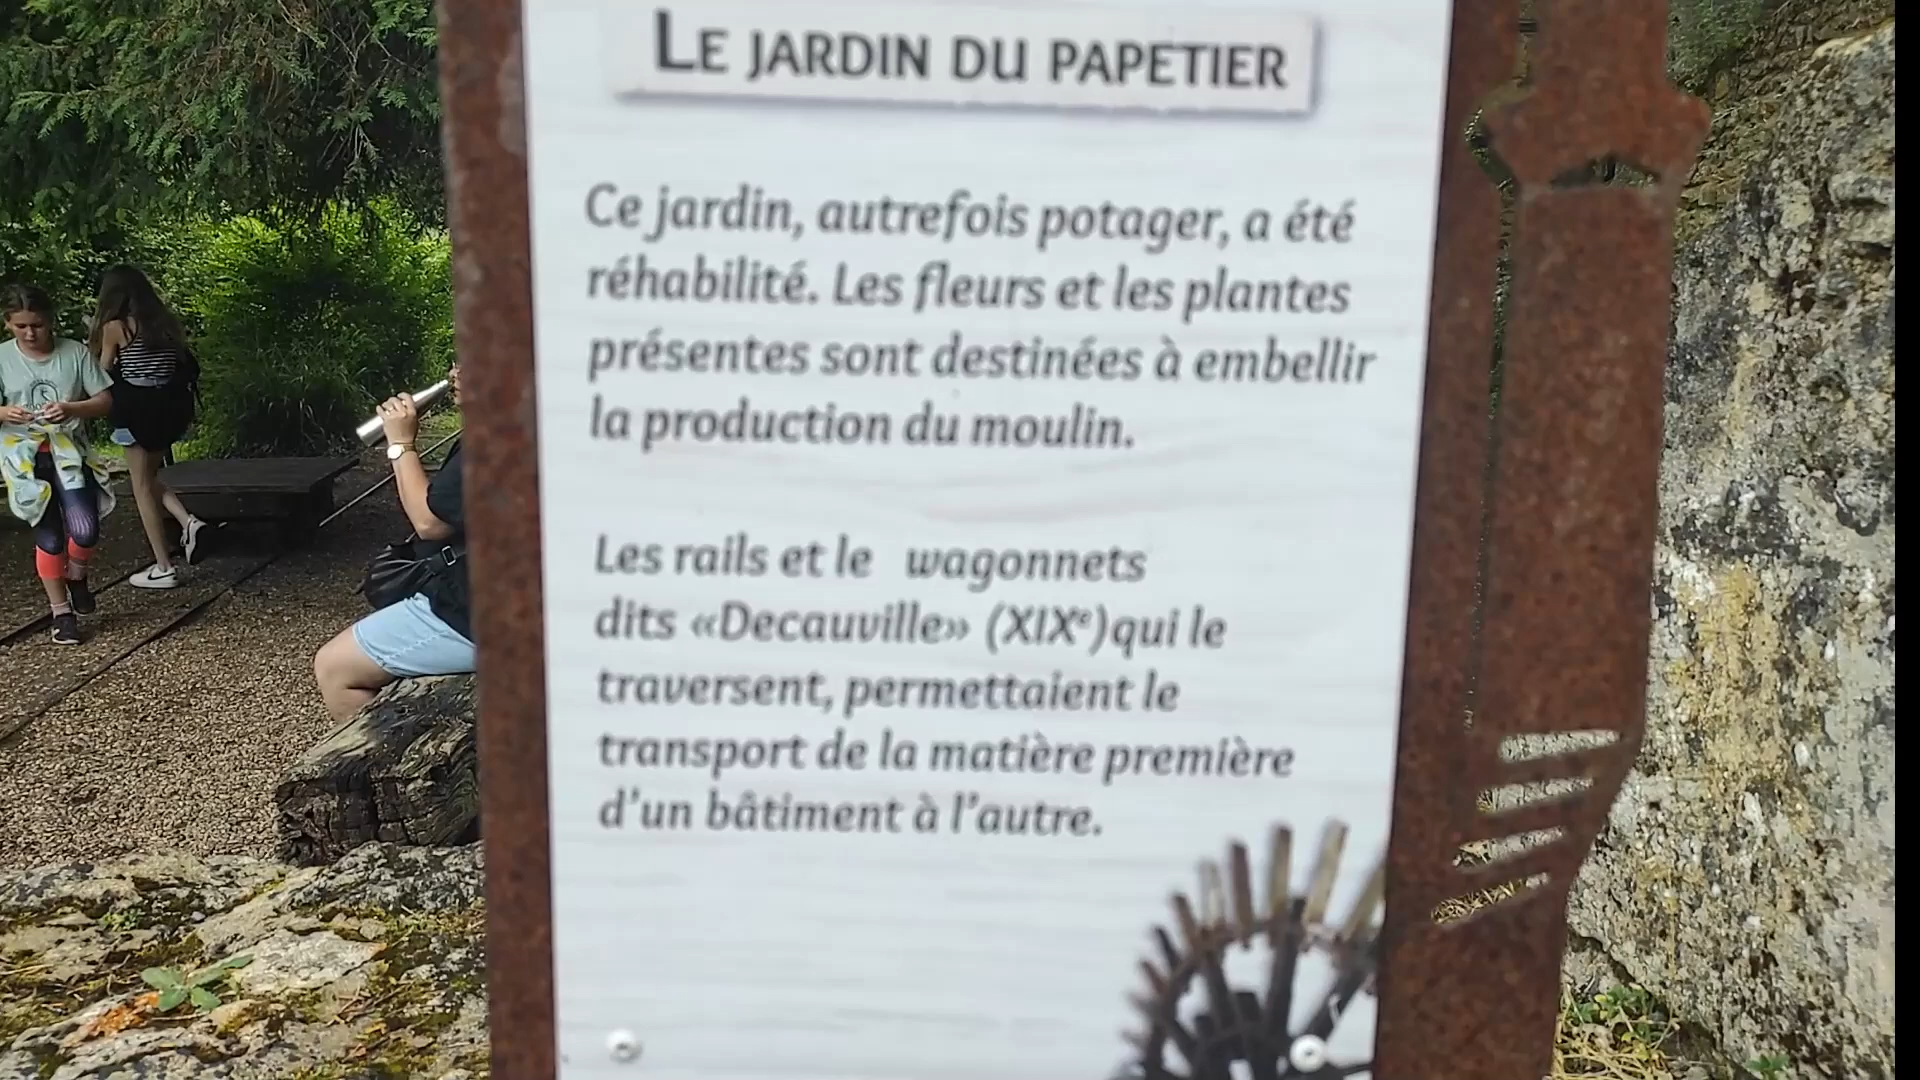 LE JARDIN DU PAPETIER
Ce jardin, autrefois potager, a été
réhabilité. Les fleurs et les plantes
présentes sont destinées à embellir
la production du moulin.
Les rails et le wagonnets
dits «Decauville» (XIXe)qui le
traversent, permettaient le
transport de la matière première
d'un bâtiment à l'autre.